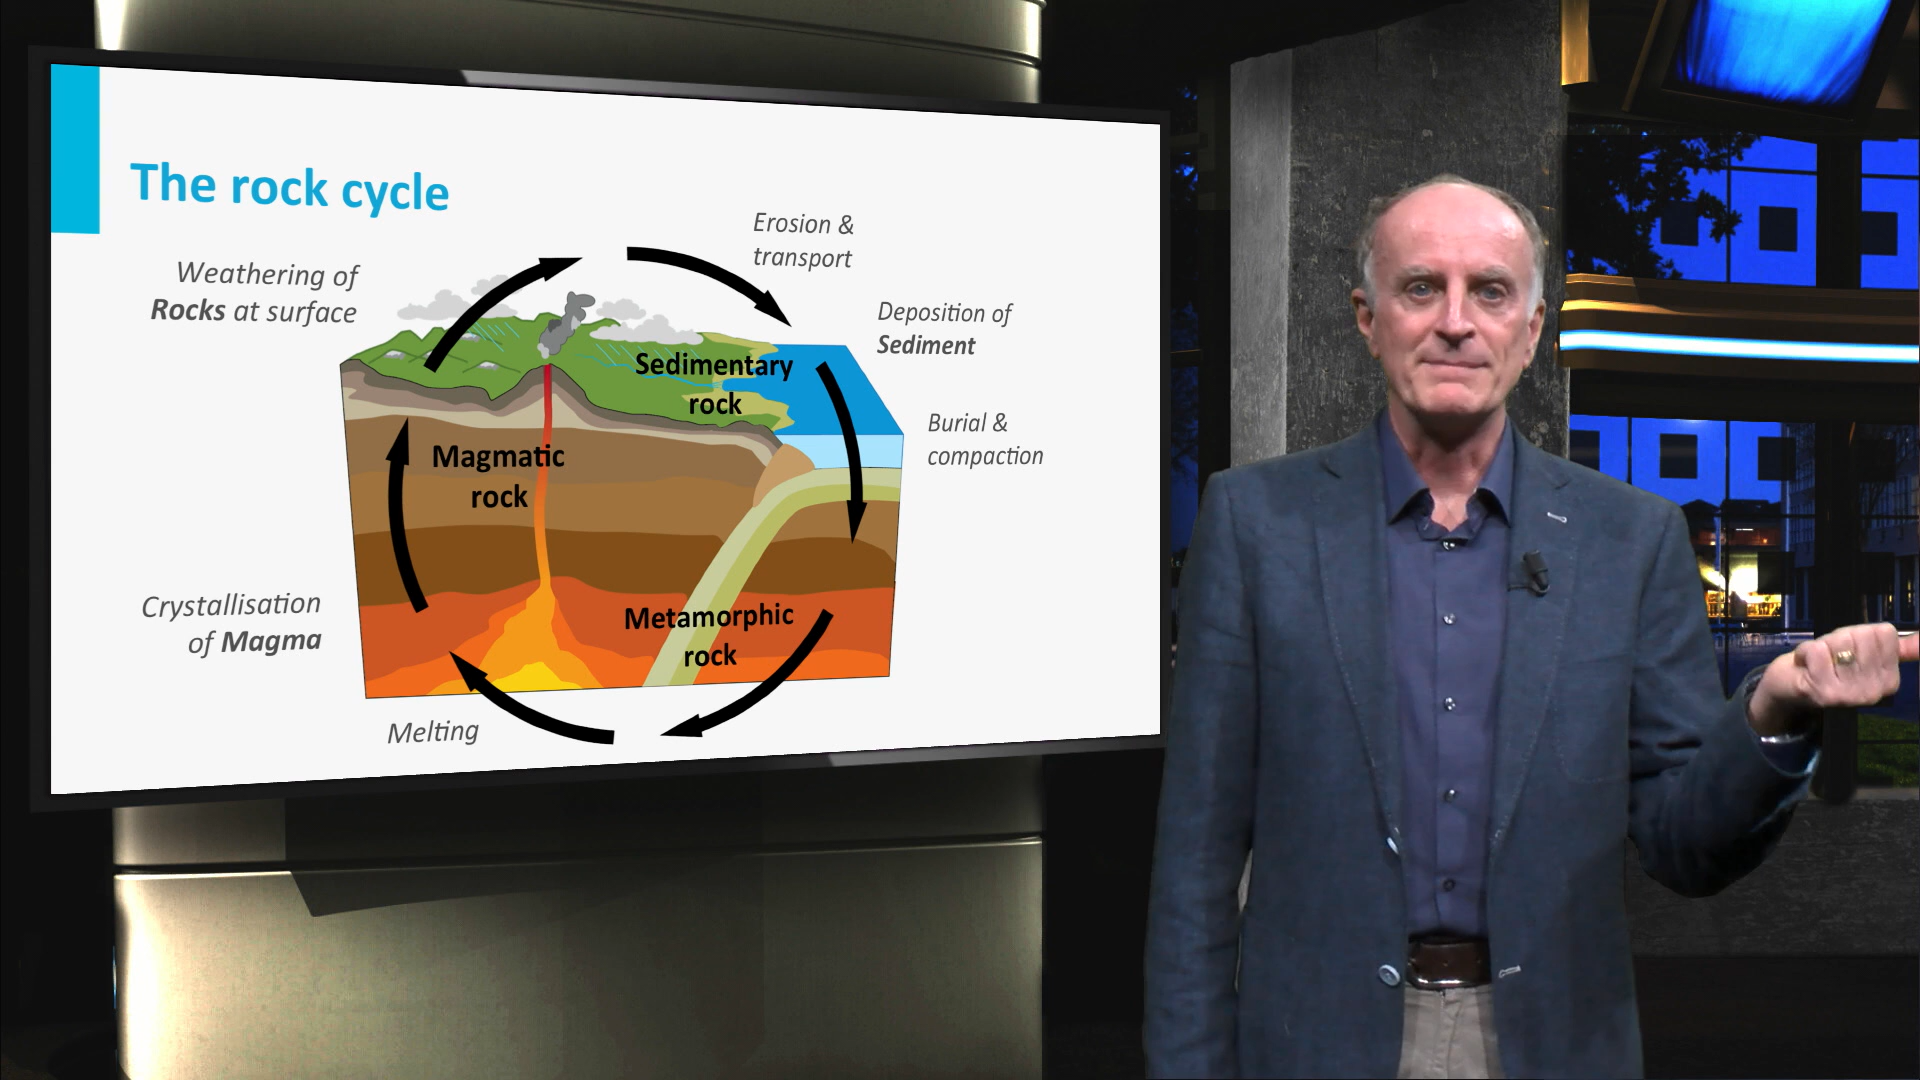 The rock cycle
Erosion &
transport
Weathering of
Rocks at surface
Deposition of
Sediment
Sedimentary
rock
Burial &
compaction
Magmatic
rock
Crystallisation
of Magma
Metamorphic
rock
Melting